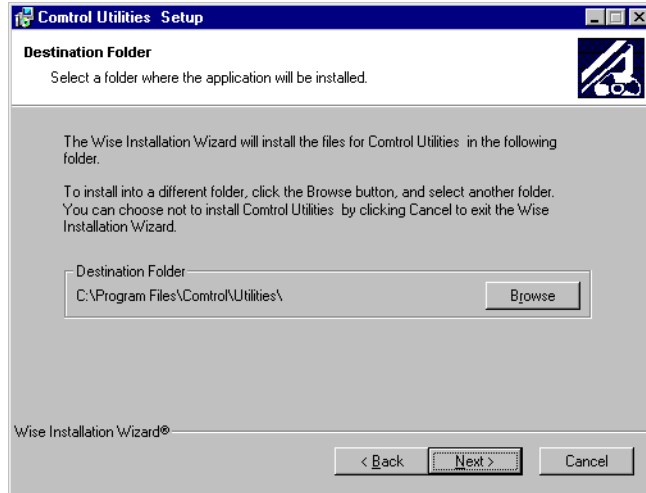 Comtrol Utilities  Setup
Destination Folder
Select a folder where the application will be installed.
The Wise Installation Wizard will install the files for Comtrol Utilities  in the following
folder.
To install into a different folder, click the Browse button, and select another folder.
You can choose not to install Comtrol Utilities  by clicking Cancel to exit the Wise
Installation Wizard.
Destination Folder
C:\Program Files\Comtrol\Utilities\
Browse
Wise Installation Wizard®
< Back
Next >
Cancel